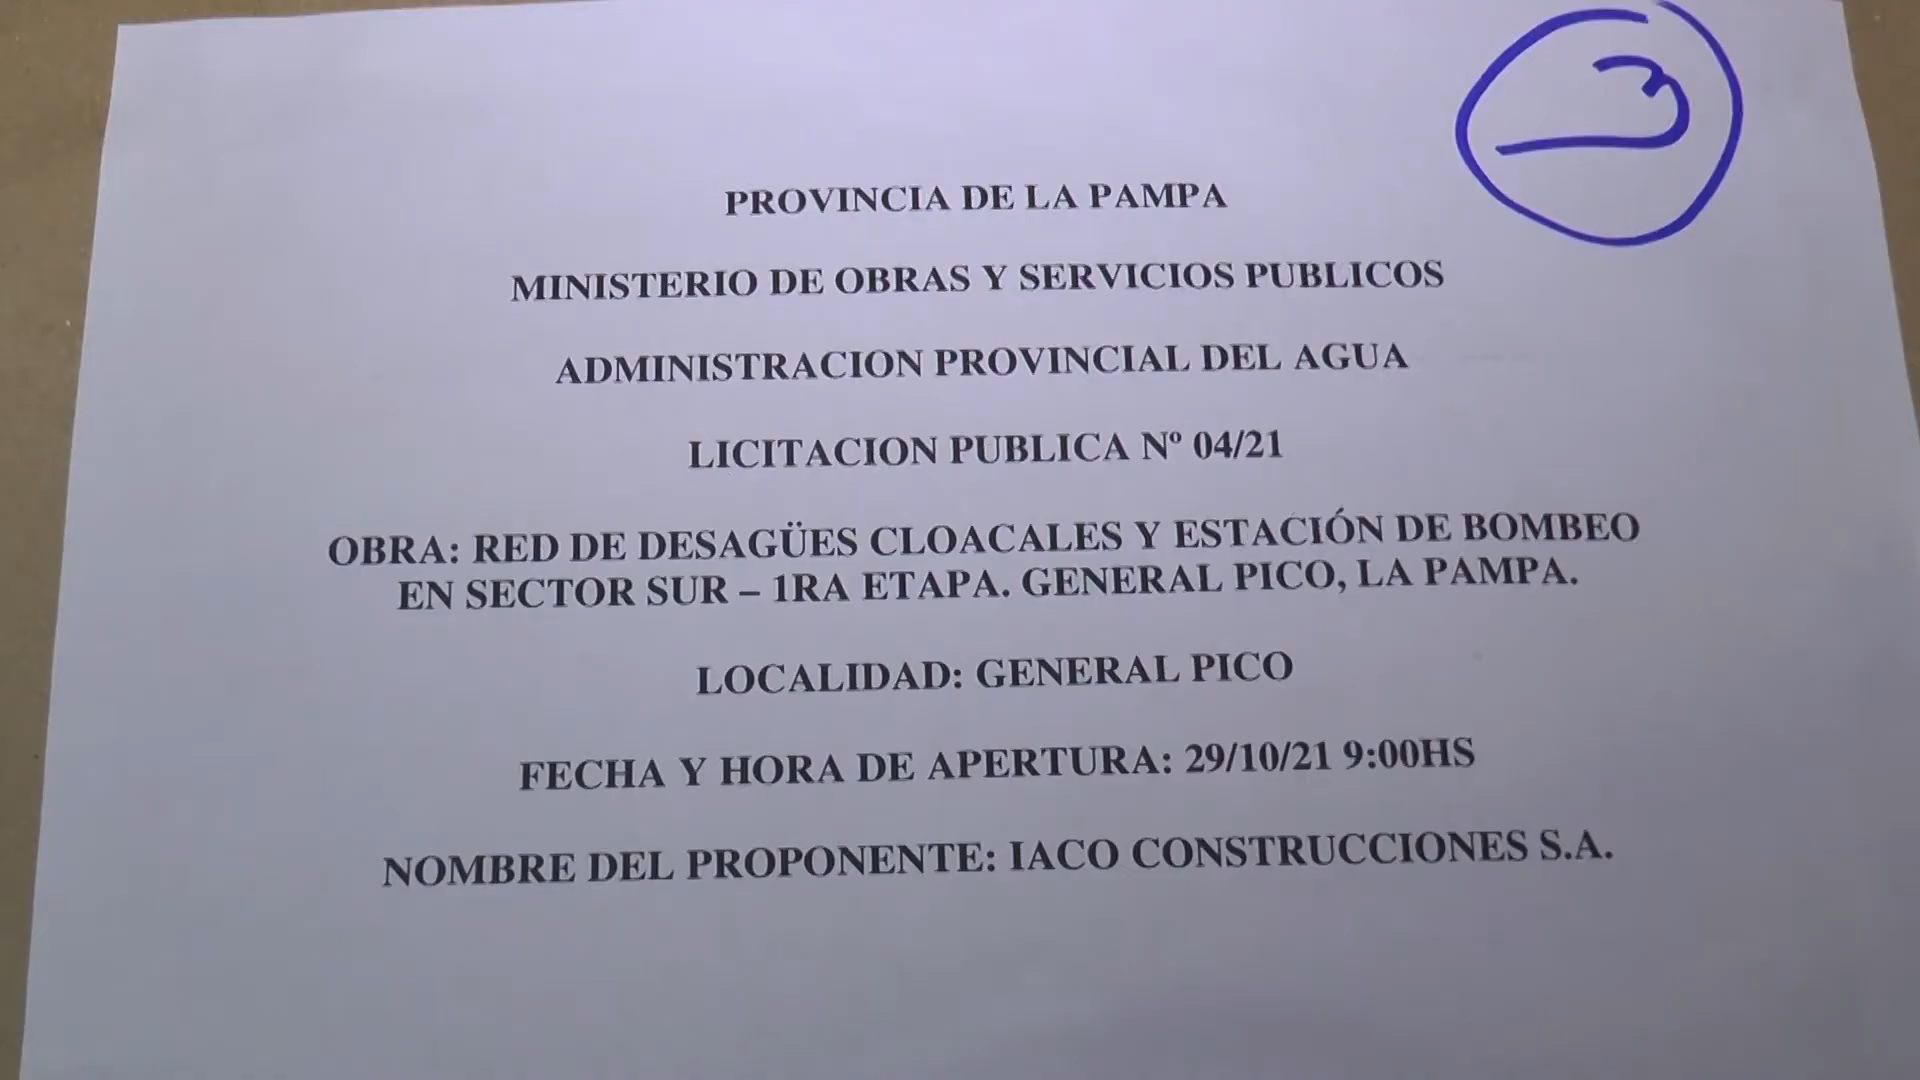 3
PROVINCIA DE LA PAMPA
MINISTERIO DE OBRAS Y SERVICIOS PUBLICOS
ADMINISTRACION PROVINCIAL DEL AGUA
LICITACION PUBLICA Nº 04/21
OBRA: RED DE DESAGÜES CLOACALES Y ESTACIÓN DE BOMBEO
EN SECTOR SUR – 1RA ETAPA. GENERAL PICO, LA PAMPA.
LOCALIDAD: GENERAL PICO
FECHA Y HORA DE APERTURA: 29/10/21 9:00HS
NOMBRE DEL PROPONENTE: IACO CONSTRUCCIONES S.A.